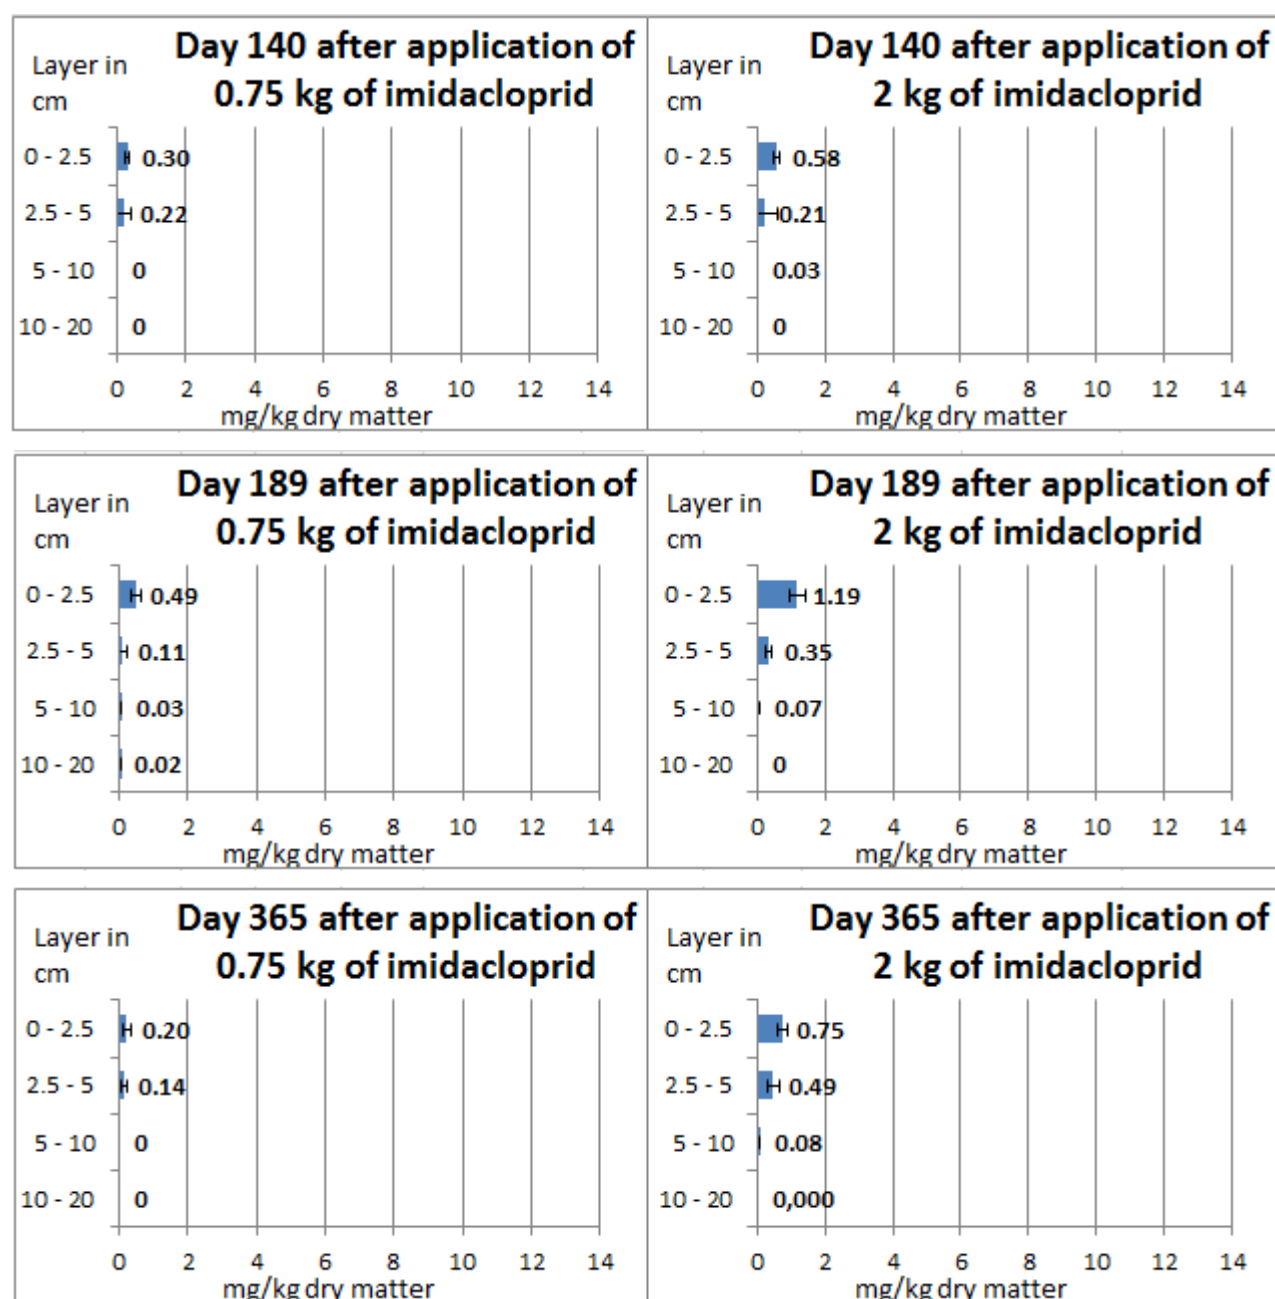 Day 140 after application of
0.75 kg of imidacloprid
Layer in
cm
0 - 2.5 0.30
2.5 - 5 0.22
5 - 10 0
10 - 20 0
0 2 4 6 8 10 12 14
mg/kg dry matter
Day 140 after application of
2 kg of imidacloprid
Layer in
cm
0 - 2.5 0.58
2.5 - 5 0.21
5 - 10 0.03
10 - 20 0
0 2 4 6 8 10 12 14
mg/kg dry matter
Day 189 after application of
0.75 kg of imidacloprid
Layer in
cm
0 - 2.5 0.49
2.5 - 5 0.11
5 - 10 0.03
10 - 20 0.02
0 2 4 6 8 10 12 14
mg/kg dry matter
Day 189 after application of
2 kg of imidacloprid
Layer in
cm
0 - 2.5 1.19
2.5 - 5 0.35
5 - 10 0.07
10 - 20 0
0 2 4 6 8 10 12 14
mg/kg dry matter
Day 365 after application of
0.75 kg of imidacloprid
Layer in
cm
0 - 2.5 0.20
2.5 - 5 0.14
5 - 10 0
10 - 20 0
0 2 4 6 8 10 12 14
mg/kg dry matter
Day 365 after application of
2 kg of imidacloprid
Layer in
cm
0 - 2.5 0.75
2.5 - 5 0.49
5 - 10 0.08
10 - 20 0,000
0 2 4 6 8 10 12 14
mg/kg dry matter